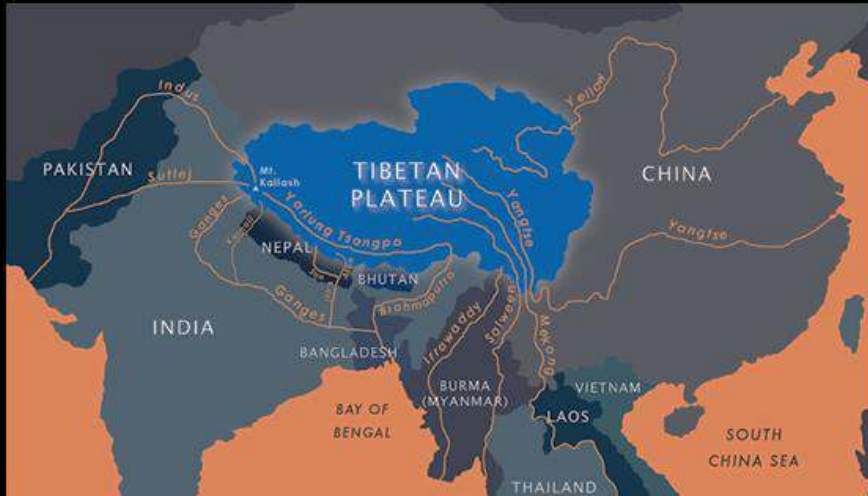 Indus
Yellow
PAKISTAN
Sutlej
Mt.
Kailash
TIBETAN
PLATEAU
CHINA
Ganges
Yarlung Tsangpo
Yangtse
Yangtse
NEPAL
BHUTAN
Brahmaputra
Ganges
INDIA
BANGLADESH
Irrawaddy
Salween
Mekong
BURMA
(MYANMAR)
VIETNAM
LAOS
BAY OF
BENGAL
SOUTH
CHINA SEA
THAILAND